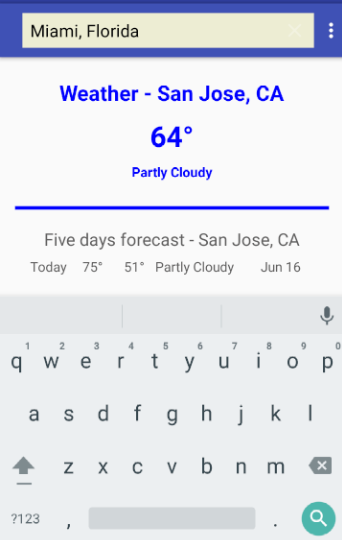 Miami, Florida
Weather - San Jose, CA
64°
Partly Cloudy
Five days forecast - San Jose, CA
Today 75° 51° Partly Cloudy Jun 16
1 2 3 4 5 6 7 8 9 0
q w e r t y u i o p
a s d f g h j k l
z x c v b n m
?123 , .